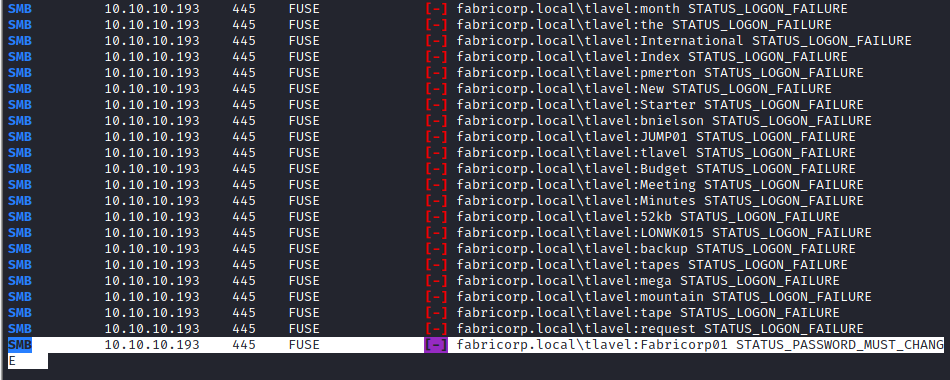 SMB 10.10.10.193 445 FUSE [-] fabricorp.local\tlavel:month STATUS_LOGON_FAILURE
SMB 10.10.10.193 445 FUSE [-] fabricorp.local\tlavel:the STATUS_LOGON_FAILURE
SMB 10.10.10.193 445 FUSE [-] fabricorp.local\tlavel:International STATUS_LOGON_FAILURE
SMB 10.10.10.193 445 FUSE [-] fabricorp.local\tlavel:Index STATUS_LOGON_FAILURE
SMB 10.10.10.193 445 FUSE [-] fabricorp.local\tlavel:pmerton STATUS_LOGON_FAILURE
SMB 10.10.10.193 445 FUSE [-] fabricorp.local\tlavel:New STATUS_LOGON_FAILURE
SMB 10.10.10.193 445 FUSE [-] fabricorp.local\tlavel:Starter STATUS_LOGON_FAILURE
SMB 10.10.10.193 445 FUSE [-] fabricorp.local\tlavel:bnielson STATUS_LOGON_FAILURE
SMB 10.10.10.193 445 FUSE [-] fabricorp.local\tlavel:JUMP01 STATUS_LOGON_FAILURE
SMB 10.10.10.193 445 FUSE [-] fabricorp.local\tlavel:tlavel STATUS_LOGON_FAILURE
SMB 10.10.10.193 445 FUSE [-] fabricorp.local\tlavel:Budget STATUS_LOGON_FAILURE
SMB 10.10.10.193 445 FUSE [-] fabricorp.local\tlavel:Meeting STATUS_LOGON_FAILURE
SMB 10.10.10.193 445 FUSE [-] fabricorp.local\tlavel:Minutes STATUS_LOGON_FAILURE
SMB 10.10.10.193 445 FUSE [-] fabricorp.local\tlavel:52kb STATUS_LOGON_FAILURE
SMB 10.10.10.193 445 FUSE [-] fabricorp.local\tlavel:LONWK015 STATUS_LOGON_FAILURE
SMB 10.10.10.193 445 FUSE [-] fabricorp.local\tlavel:backup STATUS_LOGON_FAILURE
SMB 10.10.10.193 445 FUSE [-] fabricorp.local\tlavel:tapes STATUS_LOGON_FAILURE
SMB 10.10.10.193 445 FUSE [-] fabricorp.local\tlavel:mega STATUS_LOGON_FAILURE
SMB 10.10.10.193 445 FUSE [-] fabricorp.local\tlavel:mountain STATUS_LOGON_FAILURE
SMB 10.10.10.193 445 FUSE [-] fabricorp.local\tlavel:tape STATUS_LOGON_FAILURE
SMB 10.10.10.193 445 FUSE [-] fabricorp.local\tlavel:request STATUS_LOGON_FAILURE
SMB 10.10.10.193 445 FUSE [-] fabricorp.local\tlavel:Fabricorp01 STATUS_PASSWORD_MUST_CHANG
E